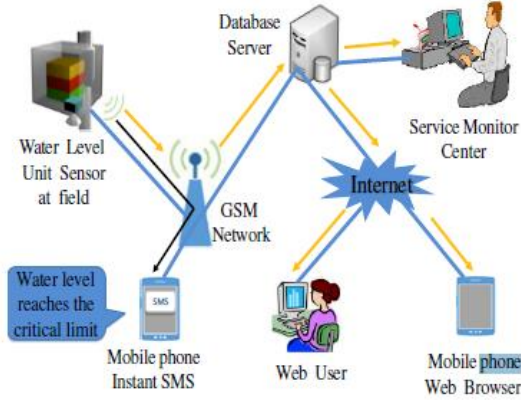 Database
Server
Service Monitor
Center
Water Level
Unit Sensor
at field
GSM
Network
Internet
Water level
reaches the
critical limit
SMS
Mobile phone
Instant SMS
Web User
Mobile phone
Web Browser